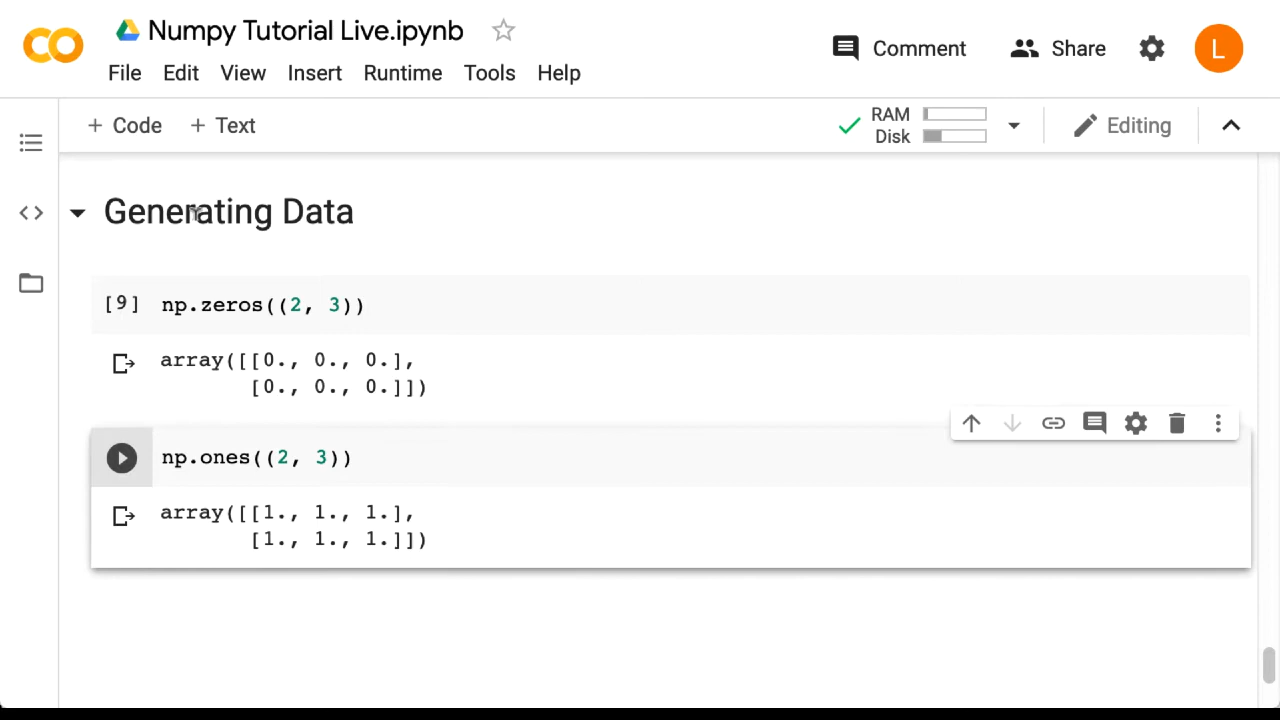 Numpy Tutorial Live.ipynb
File Edit View Insert Runtime Tools Help
Comment Share L
+ Code + Text
RAM
Disk
Editing
Generating Data
[9] np.zeros((2, 3))
array([[0., 0., 0.],
[0., 0., 0.]])
np.ones((2, 3))
array([[1., 1., 1.],
[1., 1., 1.]])